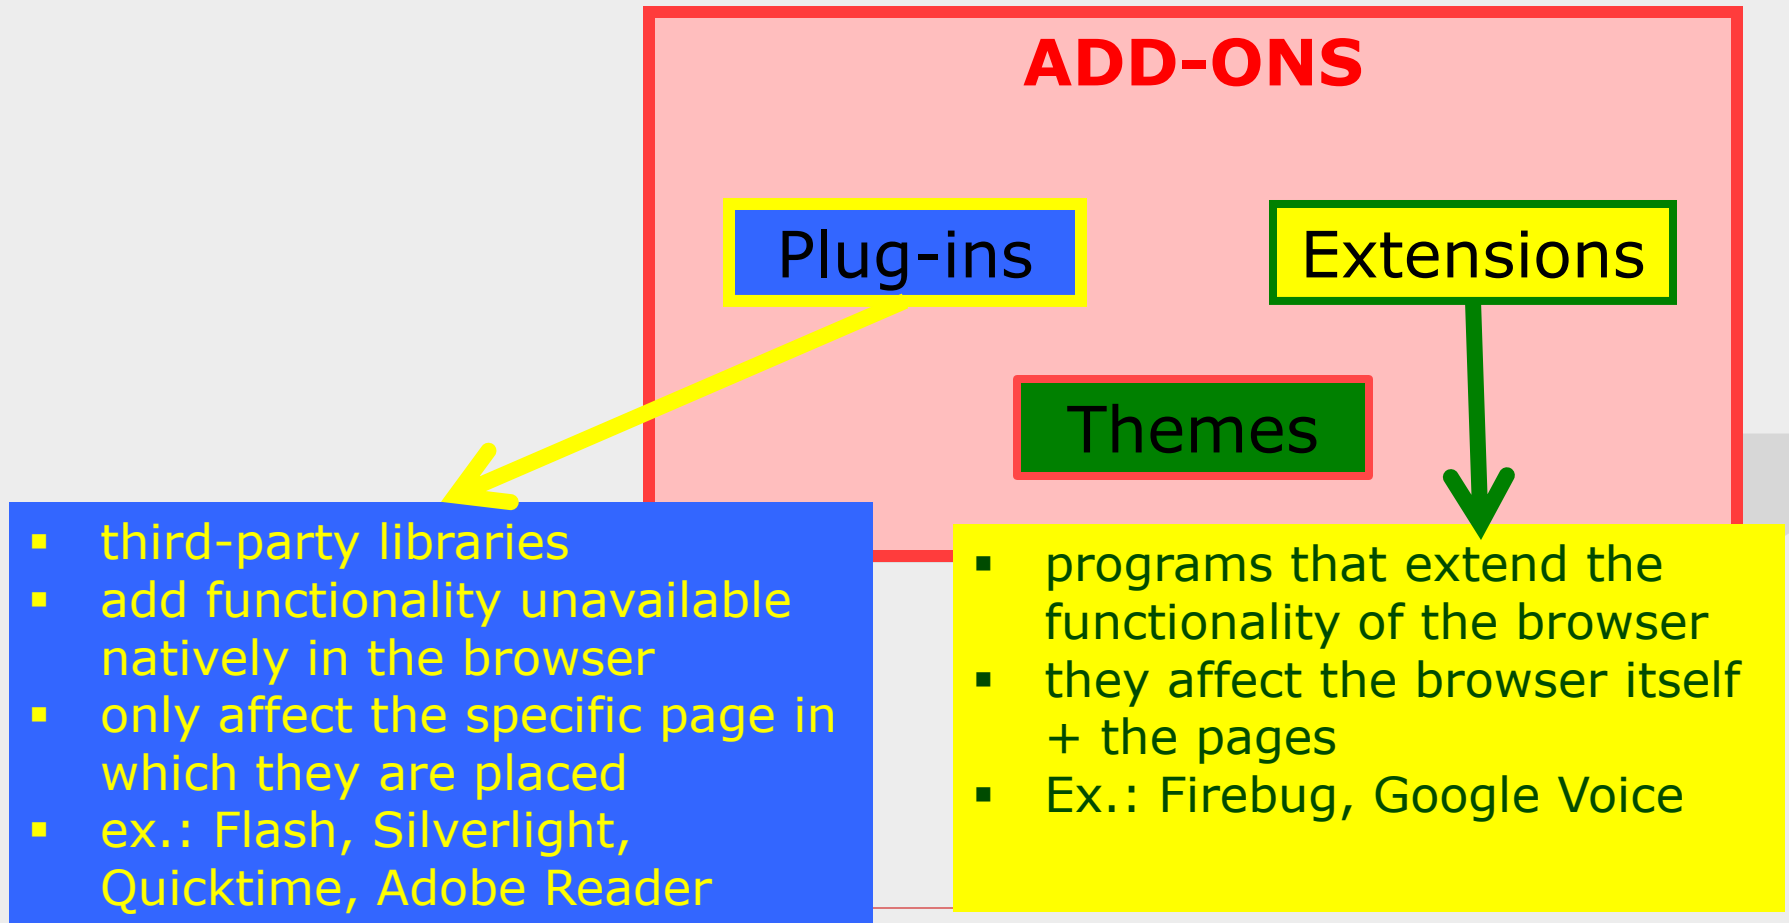 ADD-ONS
Plug-ins
Extensions
Themes
▪ third-party libraries
▪ add functionality unavailable
natively in the browser
▪ only affect the specific page in
which they are placed
▪ ex.: Flash, Silverlight,
Quicktime, Adobe Reader
▪ programs that extend the
functionality of the browser
▪ they affect the browser itself
+ the pages
▪ Ex.: Firebug, Google Voice